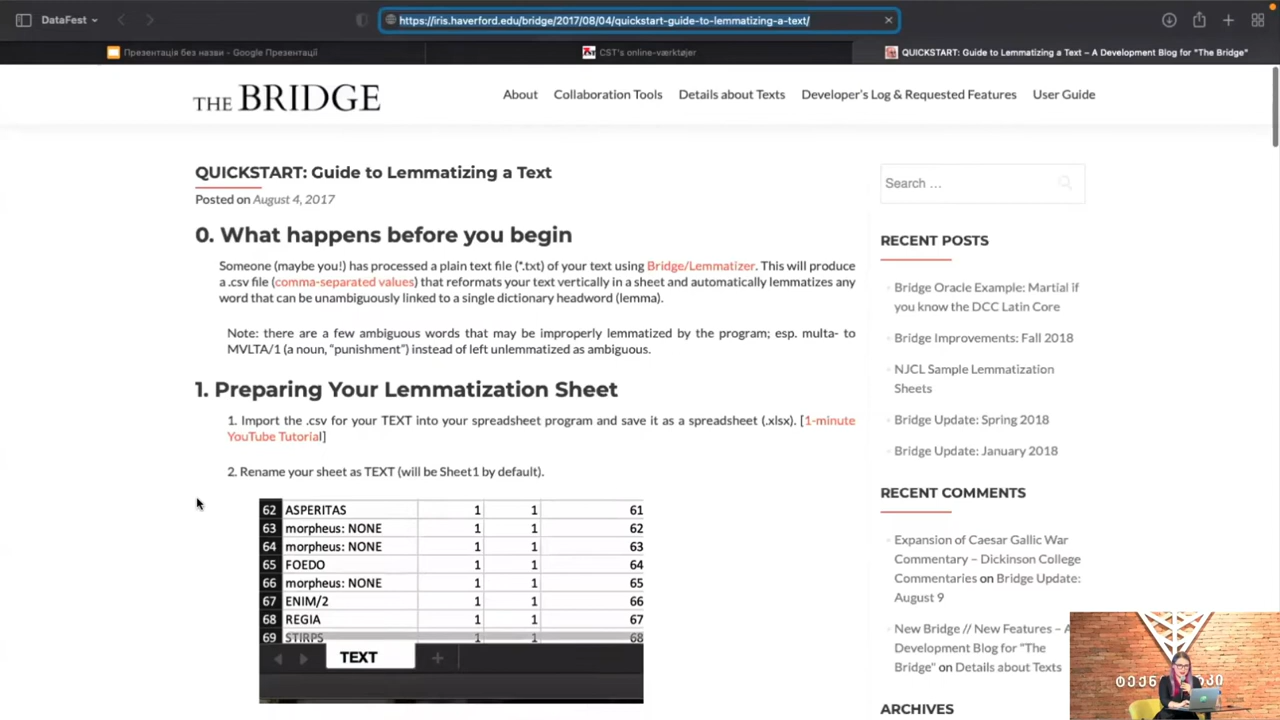 DataFest
https://iris.haverford.edu/bridge/2017/08/04/quickstart-guide-to-lemmatizing-a-text/
Презентація без назви - Google Презентації
CST's online-værktøjer
QUICKSTART: Guide to Lemmatizing a Text – A Development Blog for "The Bridge"
THE BRIDGE
About
Collaboration Tools
Details about Texts
Developer's Log & Requested Features
User Guide
QUICKSTART: Guide to Lemmatizing a Text
Posted on August 4, 2017
0. What happens before you begin
Someone (maybe you!) has processed a plain text file (*.txt) of your text using Bridge/Lemmatizer. This will produce
a .csv file (comma-separated values) that reformats your text vertically in a sheet and automatically lemmatizes any
word that can be unambiguously linked to a single dictionary headword (lemma).
Note: there are a few ambiguous words that may be improperly lemmatized by the program; esp. multa- to
MVLTA/1 (a noun, “punishment”) instead of left unlemmatized as ambiguous.
1. Preparing Your Lemmatization Sheet
1. Import the .csv for your TEXT into your spreadsheet program and save it as a spreadsheet (.xlsx). [1-minute
YouTube Tutorial]
2. Rename your sheet as TEXT (will be Sheet1 by default).
62 ASPERITAS 1 1 61
63 morpheus: NONE 1 1 62
64 morpheus: NONE 1 1 63
65 FOEDO 1 1 64
66 morpheus: NONE 1 1 65
67 ENIM/2 1 1 66
68 REGIA 1 1 67
69 STIRPS 1 1 68
TEXT
Search …
RECENT POSTS
Bridge Oracle Example: Martial if
you know the DCC Latin Core
Bridge Improvements: Fall 2018
NJCL Sample Lemmatization
Sheets
Bridge Update: Spring 2018
Bridge Update: January 2018
RECENT COMMENTS
Expansion of Caesar Gallic War
Commentary – Dickinson College
Commentaries on Bridge Update:
August 9
New Bridge // New Features – A
Development Blog for "The
Bridge" on Details about Texts
ARCHIVES